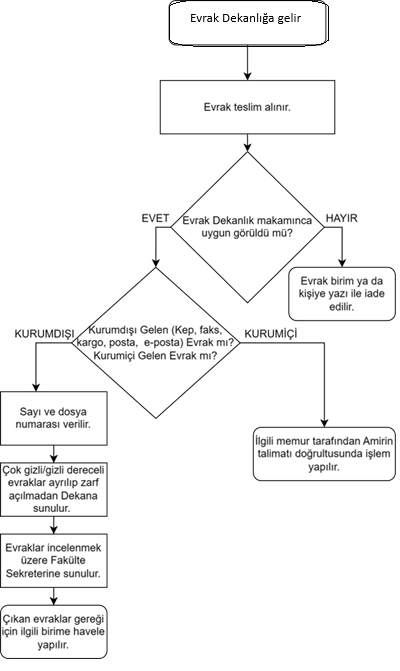 Evrak Dekanlığa gelir
Evrak teslim alınır.
EVET
Evrak Dekanlık makamınca
uygun görüldü mü?
HAYIR
Evrak birim ya da
kişiye yazı ile iade
edilir.
KURUMDIŞI
Kurumdışı Gelen (Kep, faks,
kargo, posta, e-posta) Evrak mı?
Kurumiçi Gelen Evrak mı?
KURUMİÇİ
Sayı ve dosya
numarası verilir.
İlgili memur tarafından Amirin
talimatı doğrultusunda işlem
yapılır.
Çok gizli/gizli dereceli
evraklar ayrılıp zarf
açılmadan Dekana
sunulur.
Evraklar incelenmek
üzere Fakülte
Sekreterine sunulur.
Çıkan evraklar gereği
için ilgili birime havele
yapılır.